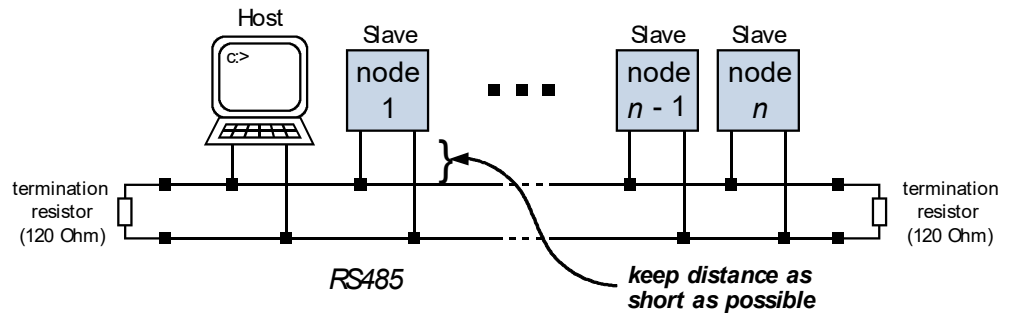 Host
c:>
Slave
node
1
Slave
node
n - 1
Slave
node
n
termination
resistor
(120 Ohm)
termination
resistor
(120 Ohm)
RS485
keep distance as
short as possible